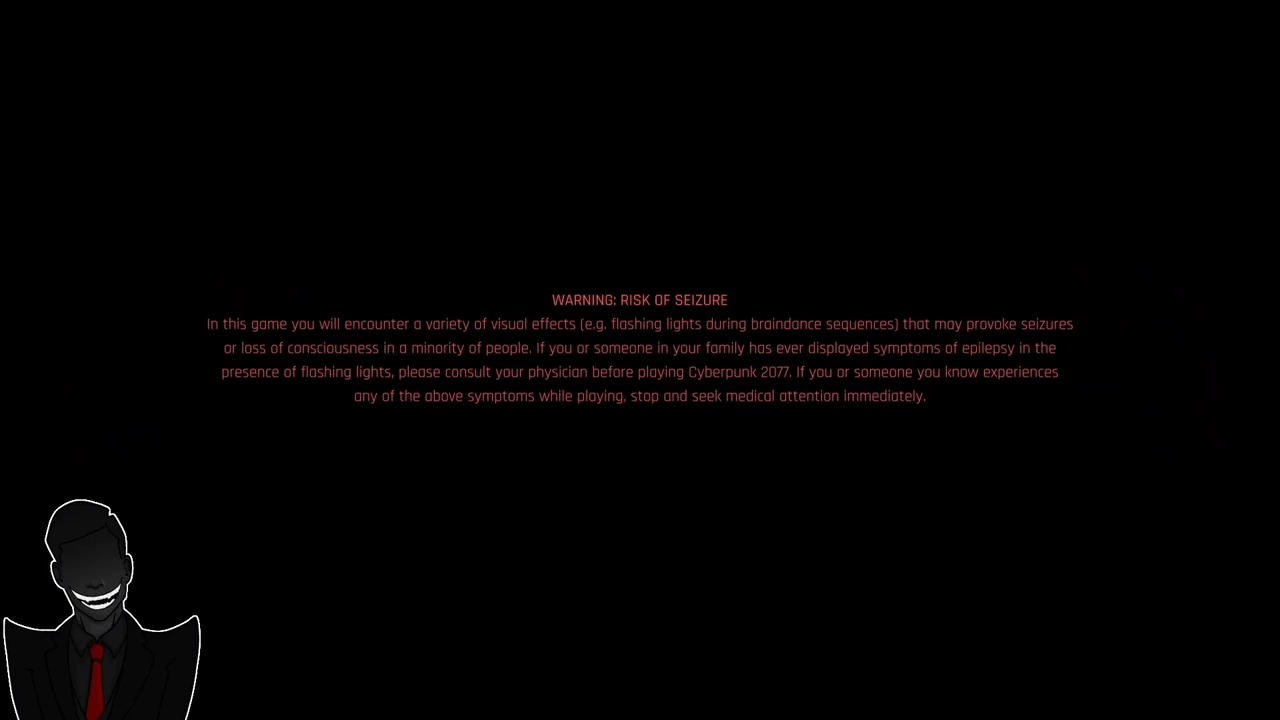 WARNING: RISK OF SEIZURE
In this game you will encounter a variety of visual effects (e.g. flashing lights during braindance sequences) that may provoke seizures
or loss of consciousness in a minority of people. If you or someone in your family has ever displayed symptoms of epilepsy in the
presence of flashing lights, please consult your physician before playing Cyberpunk 2077. If you or someone you know experiences
any of the above symptoms while playing, stop and seek medical attention immediately.